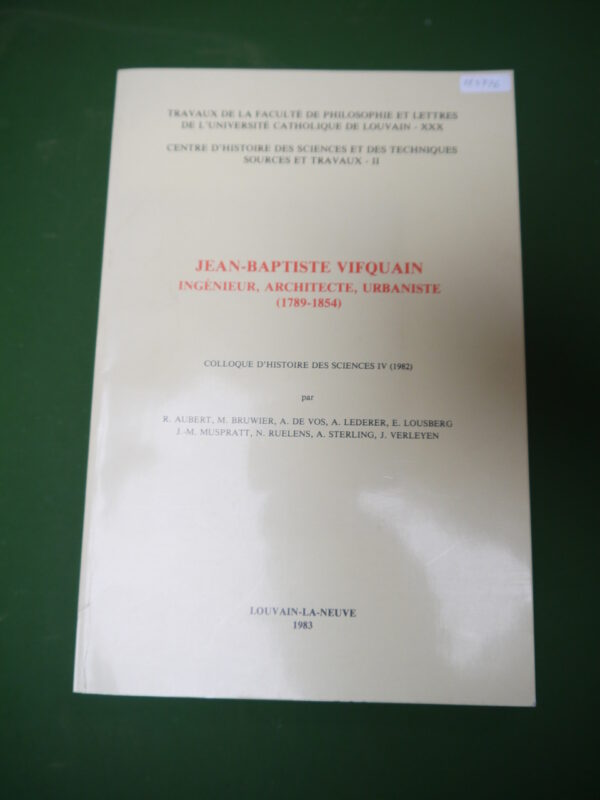 TRAVAUX DE LA FACULTÉ DE PHILOSOPHIE ET LETTRES
DE L'UNIVERSITÉ CATHOLIQUE DE LOUVAIN - XXX
CENTRE D'HISTOIRE DES SCIENCES ET DES TECHNIQUES
SOURCES ET TRAVAUX - II
JEAN-BAPTISTE VIFQUAIN
INGÉNIEUR, ARCHITECTE, URBANISTE
(1789-1854)
COLLOQUE D'HISTOIRE DES SCIENCES IV (1982)
par
R. AUBERT, M. BRUWIER, A. DE VOS, A. LEDERER, E. LOUSBERG
J.-M. MUSPRATT, N. RUELENS, A. STERLING, J. VERLEYEN
LOUVAIN-LA-NEUVE
1983